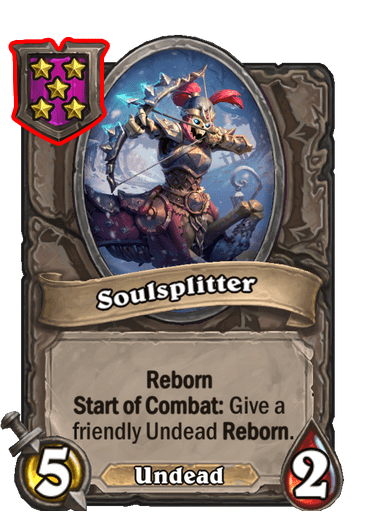 Soulsplitter
Reborn
Start of Combat: Give a
friendly Undead Reborn.
5
Undead
2